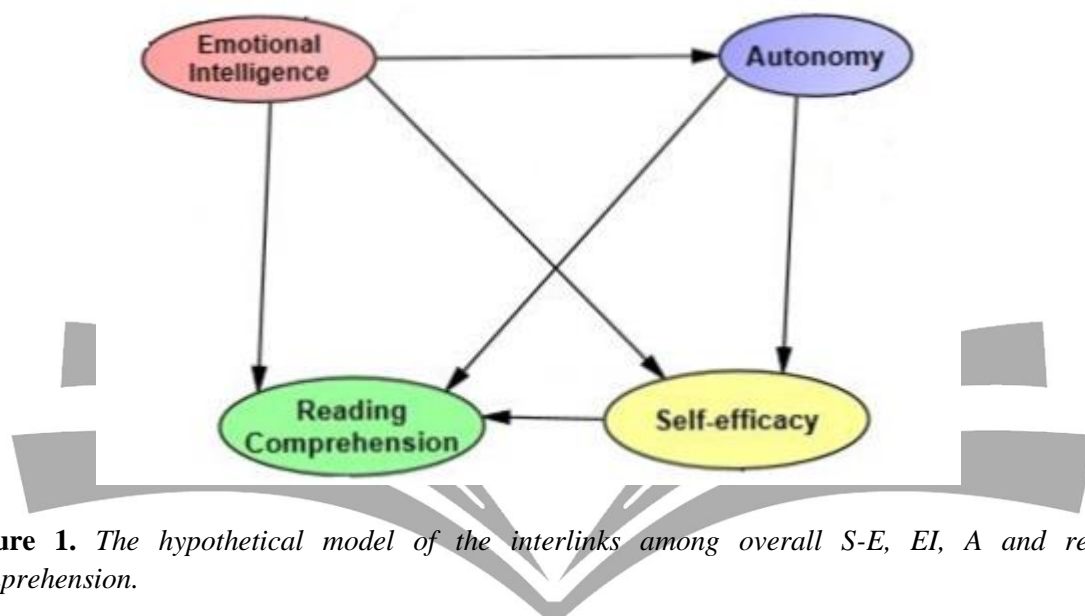 Emotional
Intelligence
Autonomy
Reading
Comprehension
Self-efficacy
ure 1. The hypothetical model of the interlinks among overall S-E, EI, A and re
prehension.